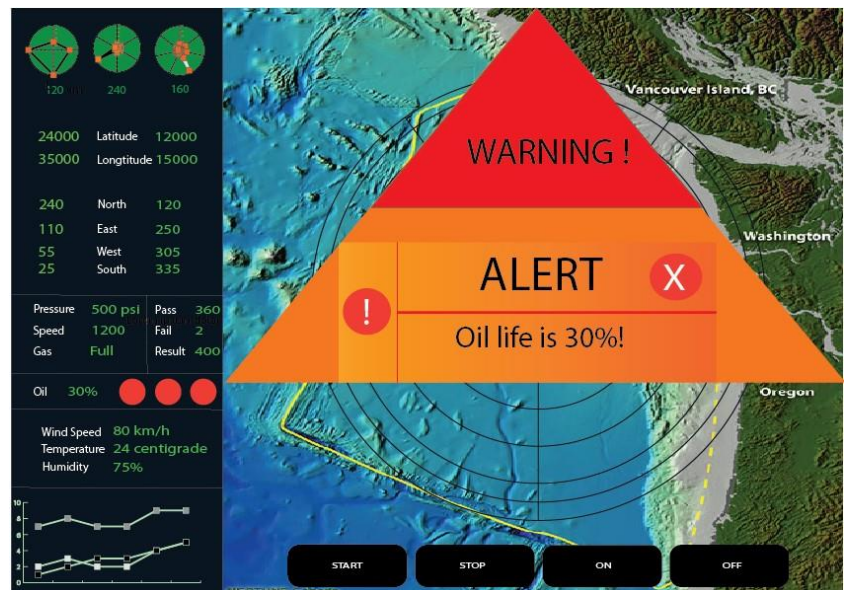 120 240 160
24000 Latitude 12000
35000 Longtitude 15000
240 North 120
110 East 250
55 West 305
25 South 335
Pressure 500 psi Pass 360
Speed 1200 Fail 2
Gas Full Result 400
Oil 30%
Wind Speed 80 km/h
Temperature 24 centigrade
Humidity 75%
10
8
6
4
2
0
Vancouver Island, BC
WARNING !
Washington
ALERT X
!
Oil life is 30%!
Oregon
START STOP ON OFF